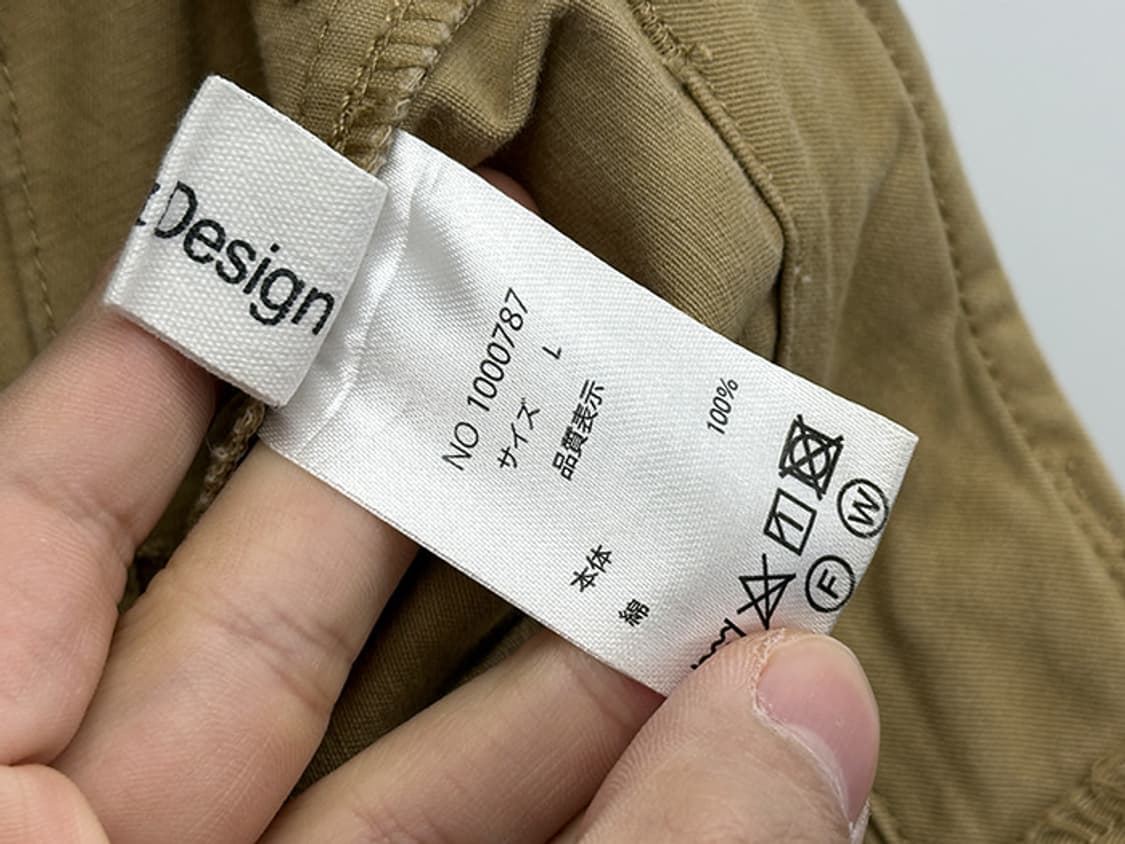 Design
NO 1000787
サイズ L
品質表示
本体
綿 100%
F W